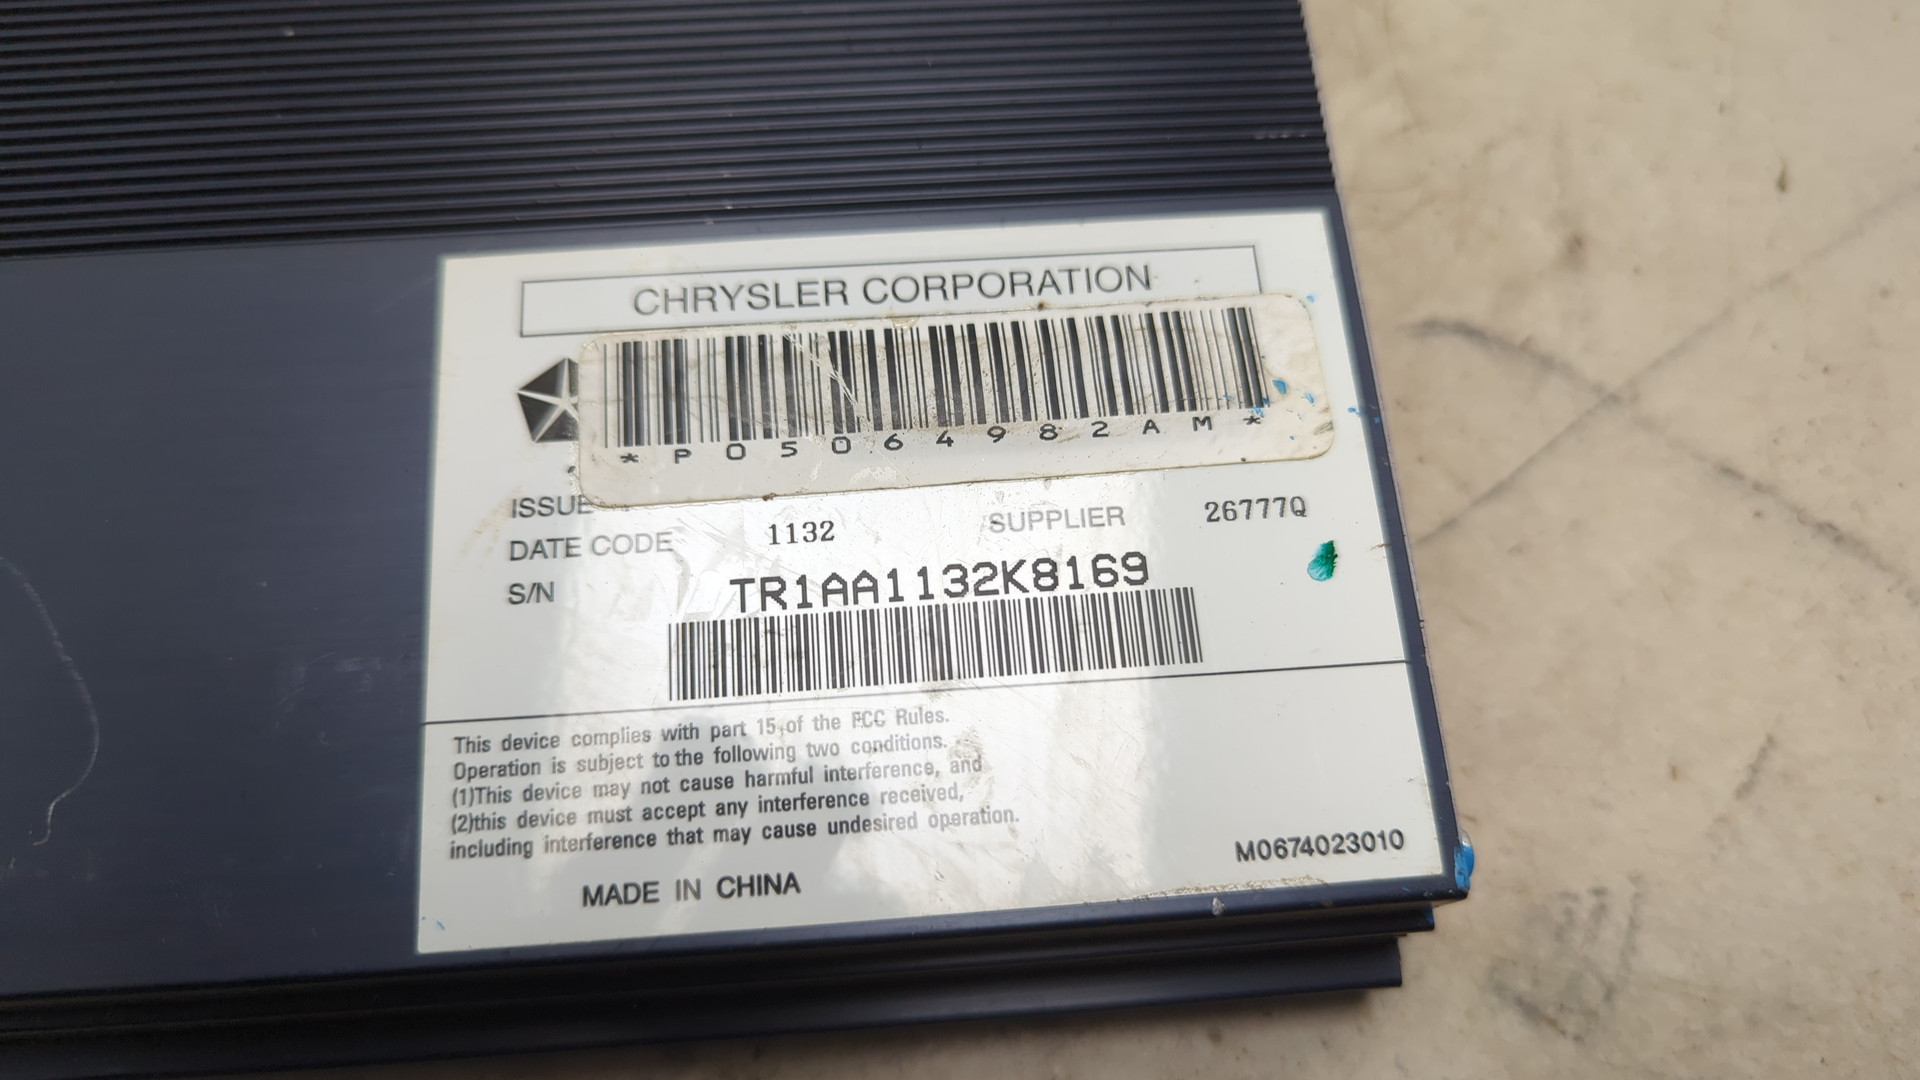 CHRYSLER CORPORATION
*P05064982AM*
ISSUE
DATE CODE 1132 SUPPLIER 26777Q
S/N TR1AA1132K8169
This device complies with part 15 of the FCC Rules.
Operation is subject to the following two conditions.
(1)This device may not cause harmful interference, and
(2)this device must accept any interference received,
including interference that may cause undesired operation.
M0674023010
MADE IN CHINA